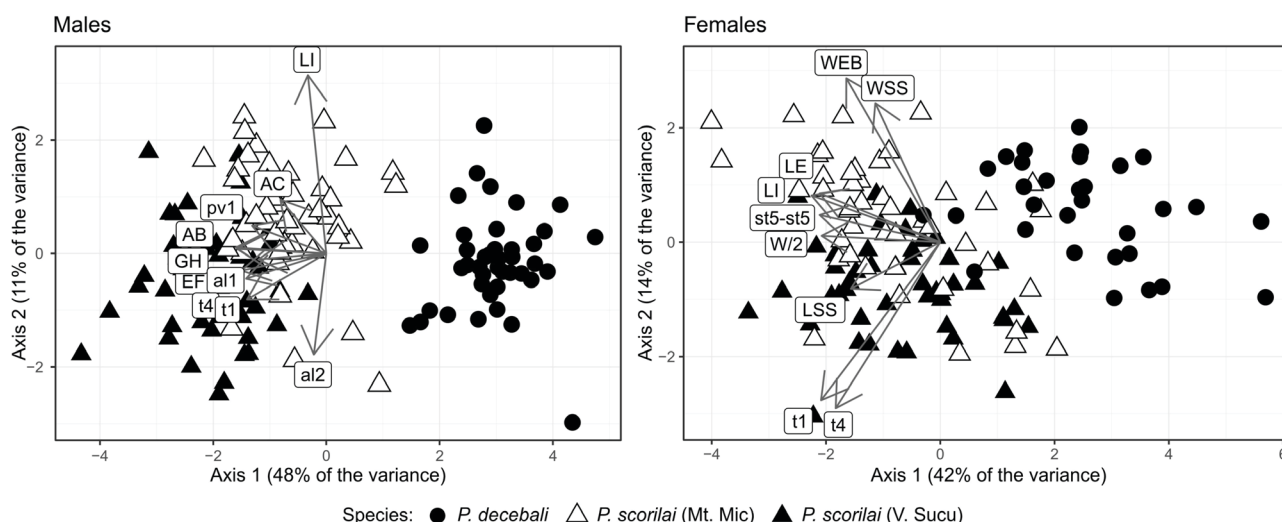 Males
Females
LI
AC
pv1
AB
GH
EF
al1
t4
t1
al2
WEB
WSS
LE
LI
st5-st5
W/2
LSS
t1
t4
2
0
−2
−4
−2
0
2
4
2
0
−2
−4
−2
0
2
4
6
Axis 2 (11% of the variance)
Axis 1 (48% of the variance)
Axis 2 (14% of the variance)
Axis 1 (42% of the variance)
Species: P. decebali P. scorilai (Mt. Mic) P. scorilai (V. Sucu)